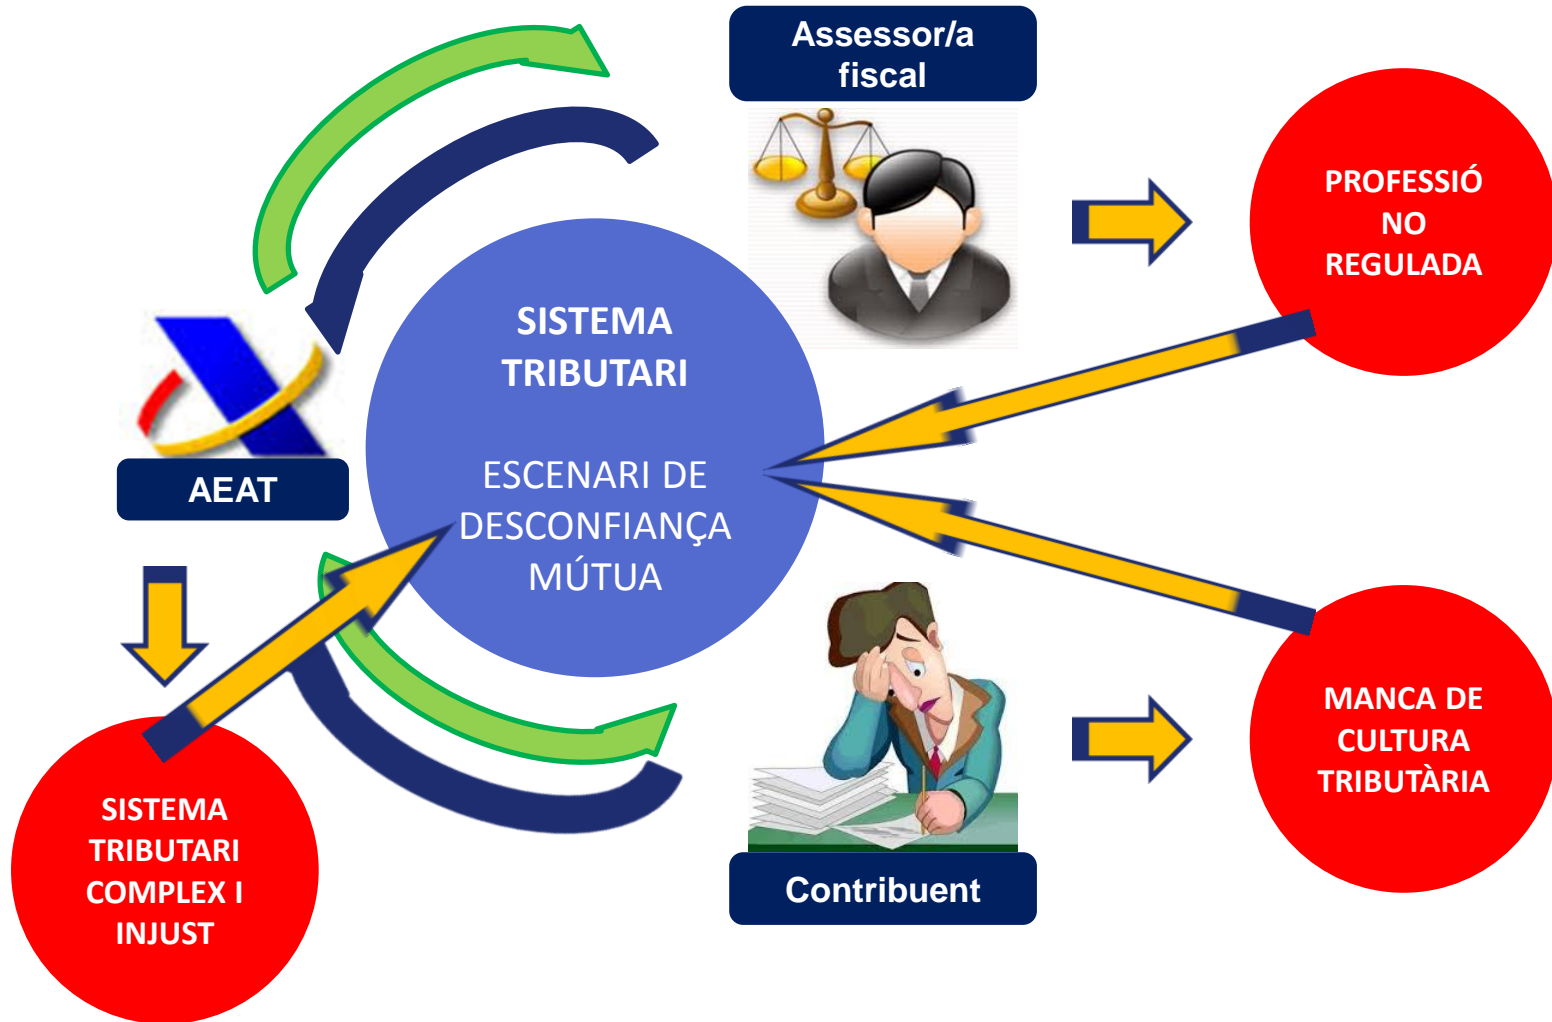 Assessor/a
fiscal
PROFESSIÓ
NO
REGULADA
SISTEMA
TRIBUTARI
ESCENARI DE
DESCONFIANÇA
MÚTUA
AEAT
MANCA DE
CULTURA
TRIBUTÀRIA
SISTEMA
TRIBUTARI
COMPLEX I
INJUST
Contribuent